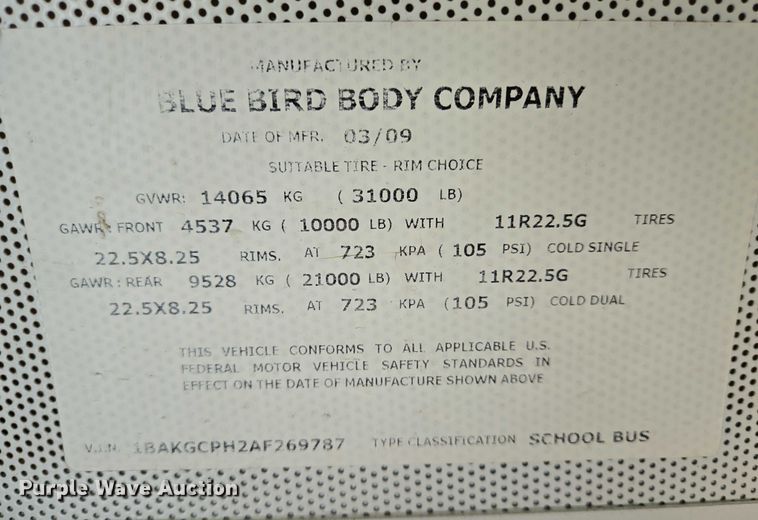 MANUFACTURED BY
BLUE BIRD BODY COMPANY
DATE OF MFR. 03/09
SUITABLE TIRE - RIM CHOICE
GVWR: 14065 KG ( 31000 LB)
GAWR: FRONT 4537 KG ( 10000 LB) WITH 11R22.5G TIRES
22.5X8.25 RIMS. AT 723 KPA ( 105 PSI) COLD SINGLE
GAWR: REAR 9528 KG ( 21000 LB) WITH 11R22.5G TIRES
22.5X8.25 RIMS. AT 723 KPA (105 PSI) COLD DUAL
THIS VEHICLE CONFORMS TO ALL APPLICABLE U.S.
FEDERAL MOTOR VEHICLE SAFETY STANDARDS IN
EFFECT ON THE DATE OF MANUFACTURE SHOWN ABOVE
V.I.N. 1BAKGCPH2AF269787 TYPE CLASSIFICATION SCHOOL BUS
Purple Wave Auction